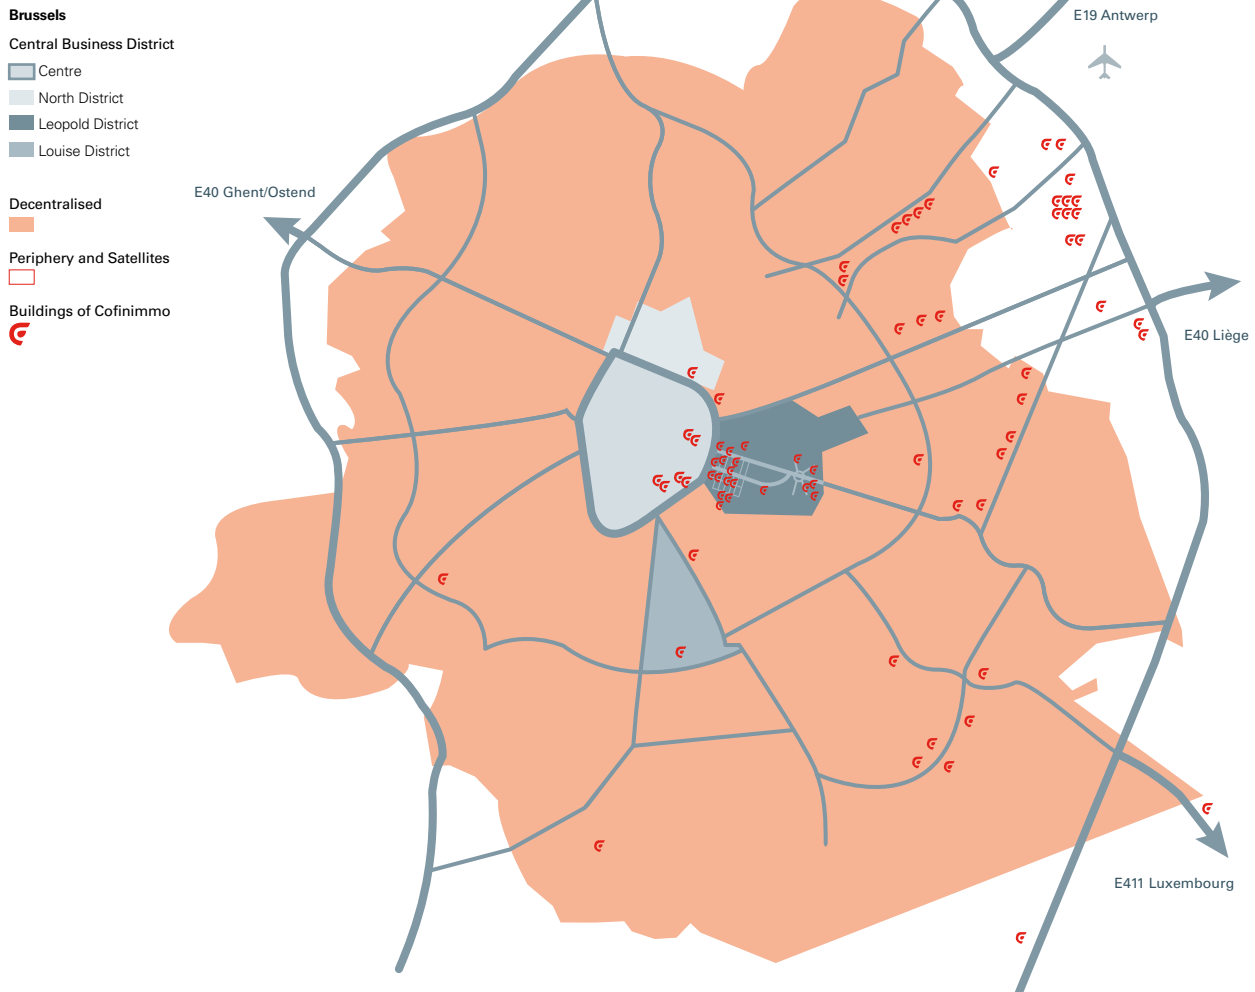 Brussels
Central Business District
Centre
North District
Leopold District
Louise District
Decentralised
Periphery and Satellites
Buildings of Cofinimmo
E19 Antwerp
E40 Ghent/Ostend
E40 Liège
E411 Luxembourg